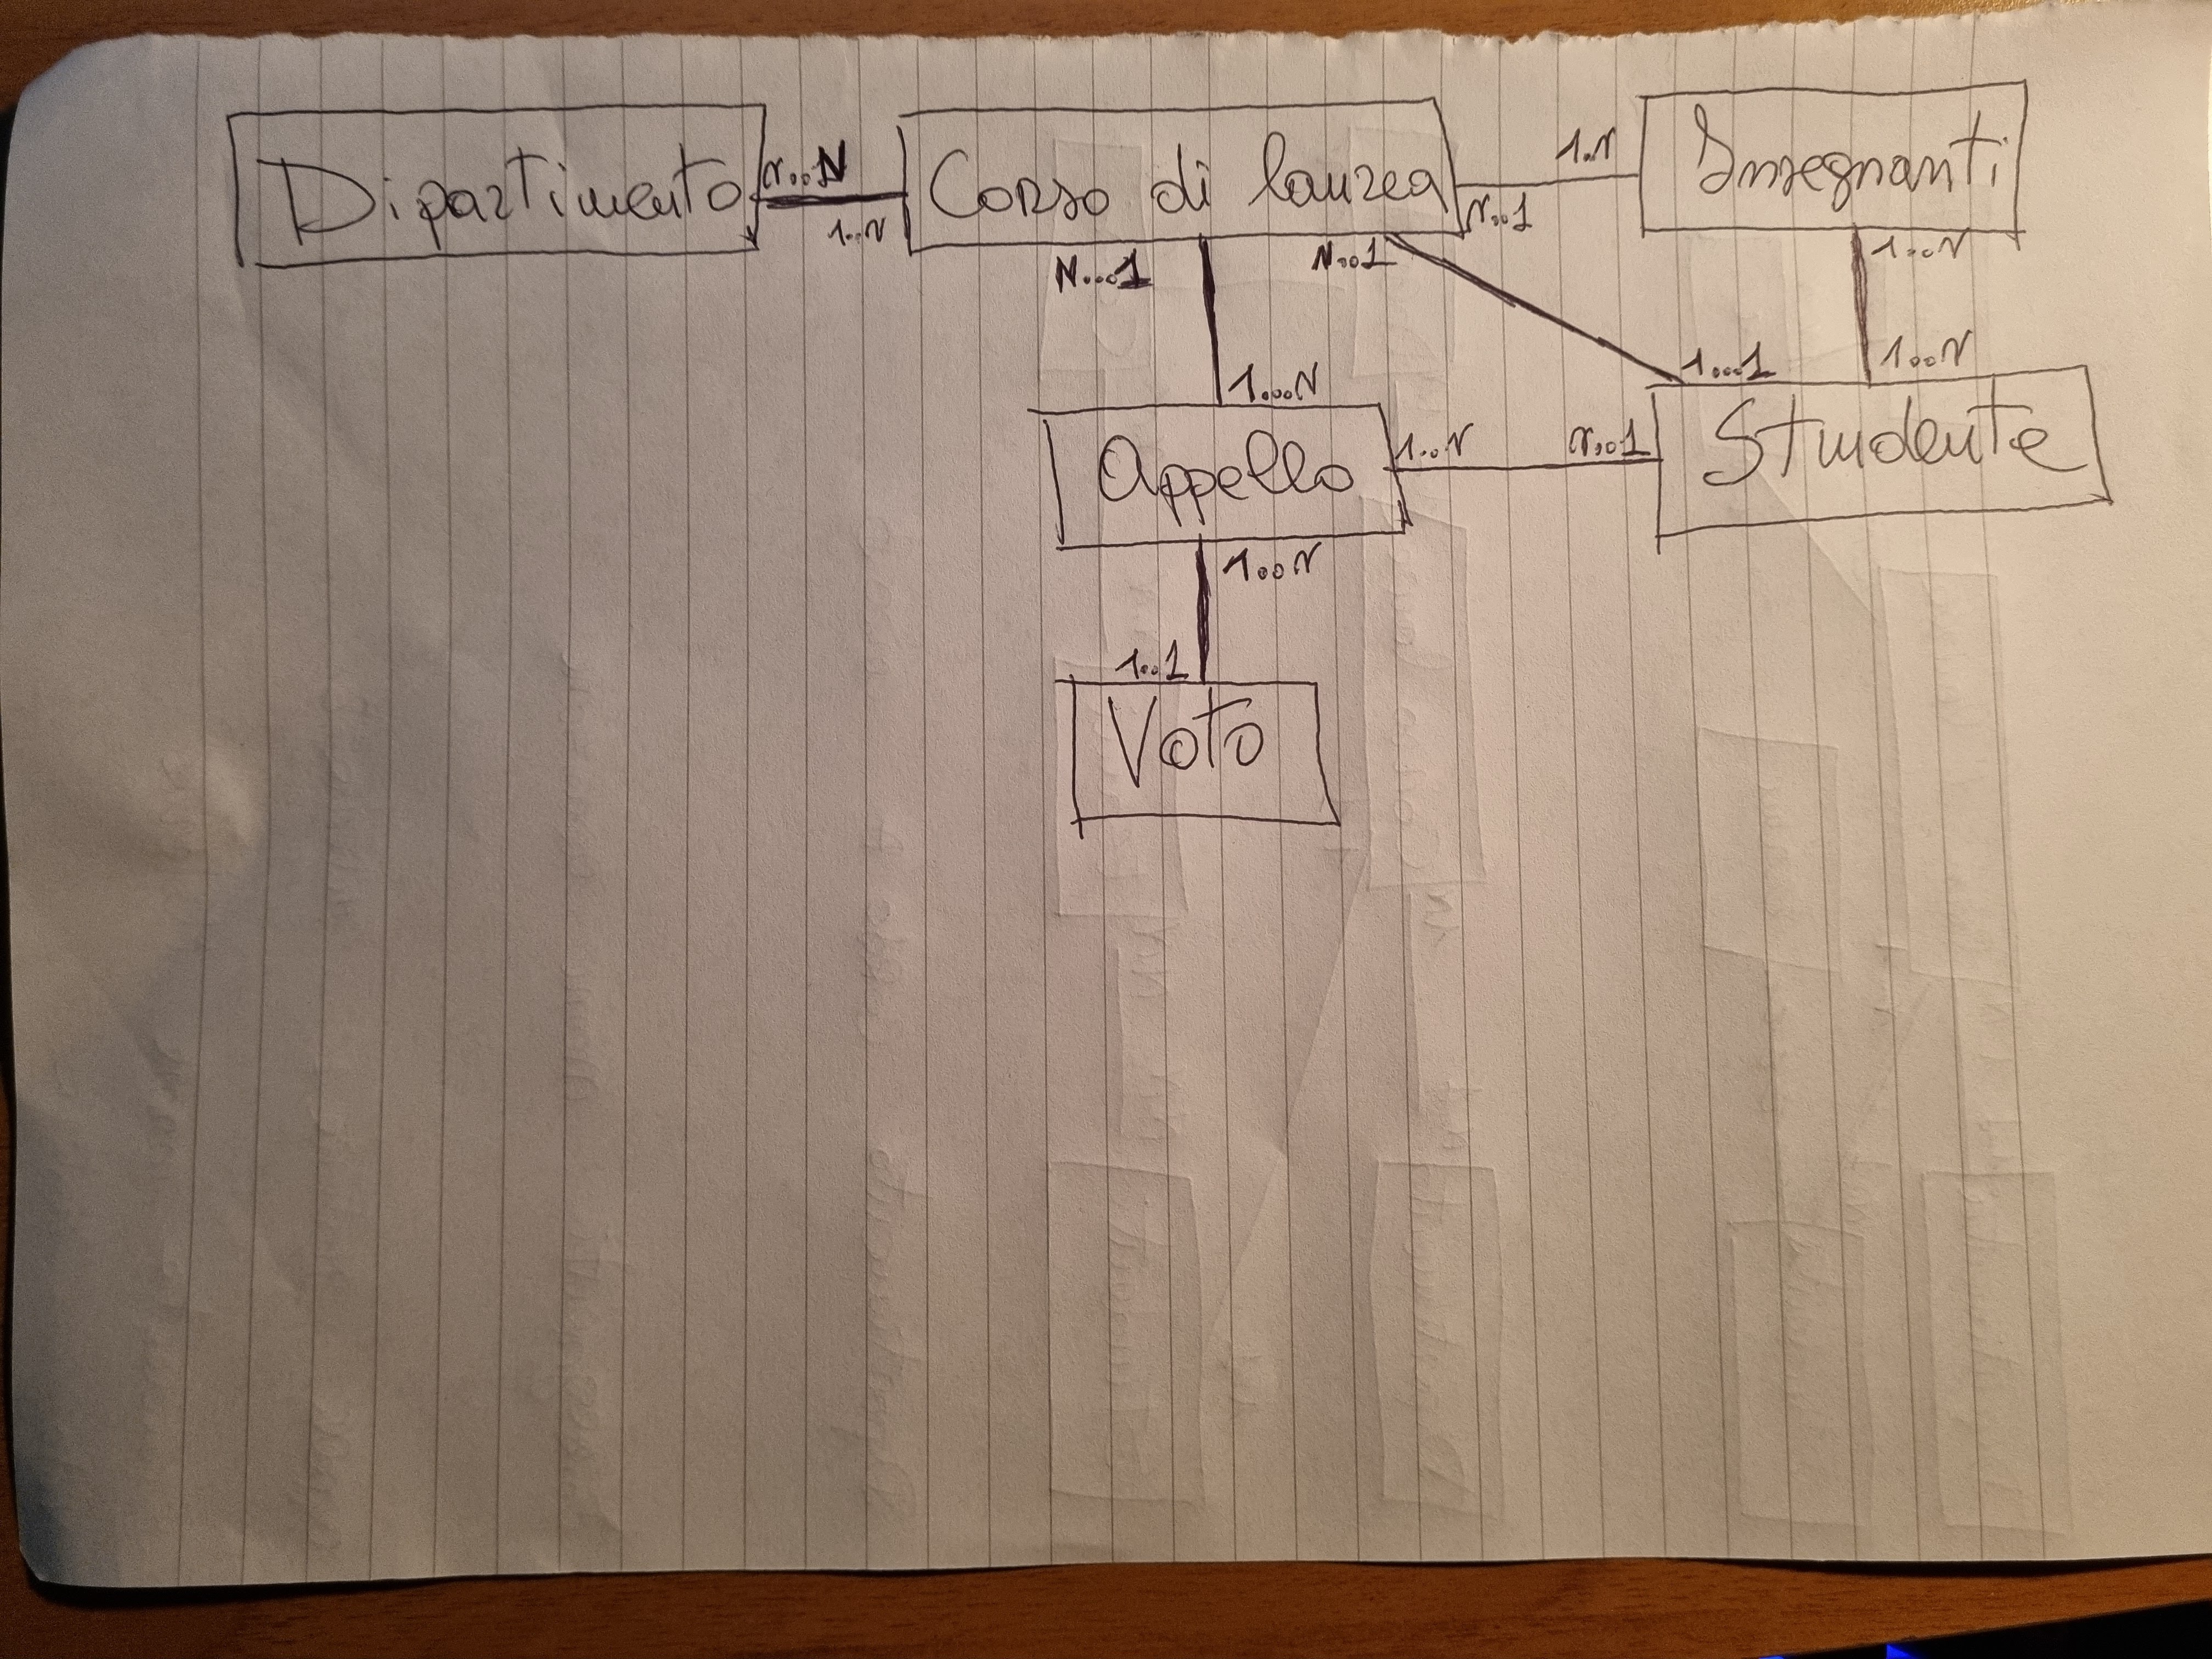 Dipartimento
N..N
1..N
Corso di laurea
1.N
N..1
Insegnanti
N...1
N..1
1..N
1...N
1...1
1..N
Appello
1..N
N..1
Studente
1..N
1..1
Voto